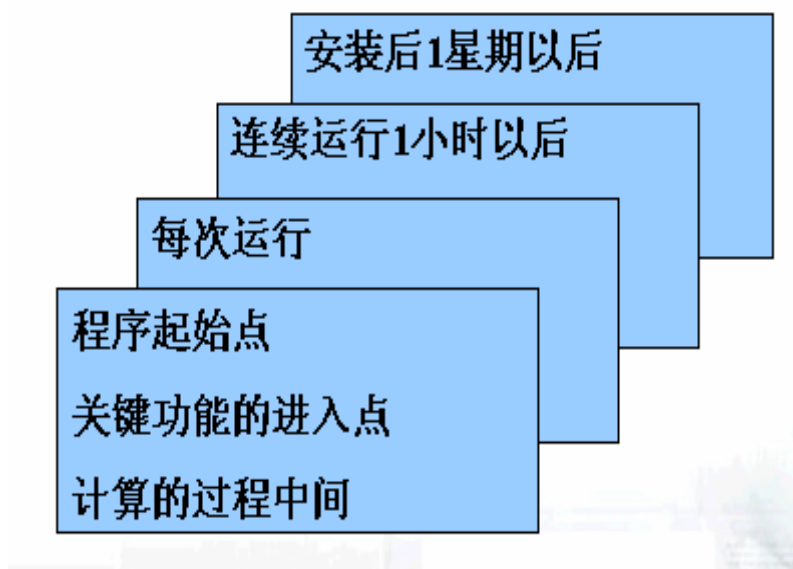 安装后1星期以后
连续运行1小时以后
每次运行
程序起始点
关键功能的进入点
计算的过程中间